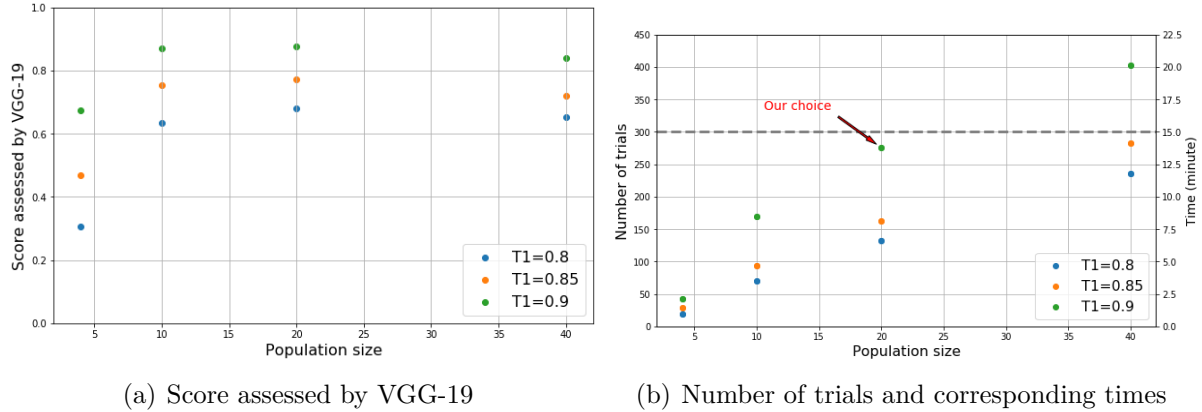 1.0
0.8
0.6
0.4
0.2
0.0
Score assessed by VGG-19
5 10 15 20 25 30 35 40
Population size
T1=0.8
T1=0.85
T1=0.9
(a) Score assessed by VGG-19
450
400
350
300
250
200
150
100
50
0
Number of trials
22.5
20.0
17.5
15.0
12.5
10.0
7.5
5.0
2.5
0.0
Time (minute)
Our choice
5 10 15 20 25 30 35 40
Population size
T1=0.8
T1=0.85
T1=0.9
(b) Number of trials and corresponding times